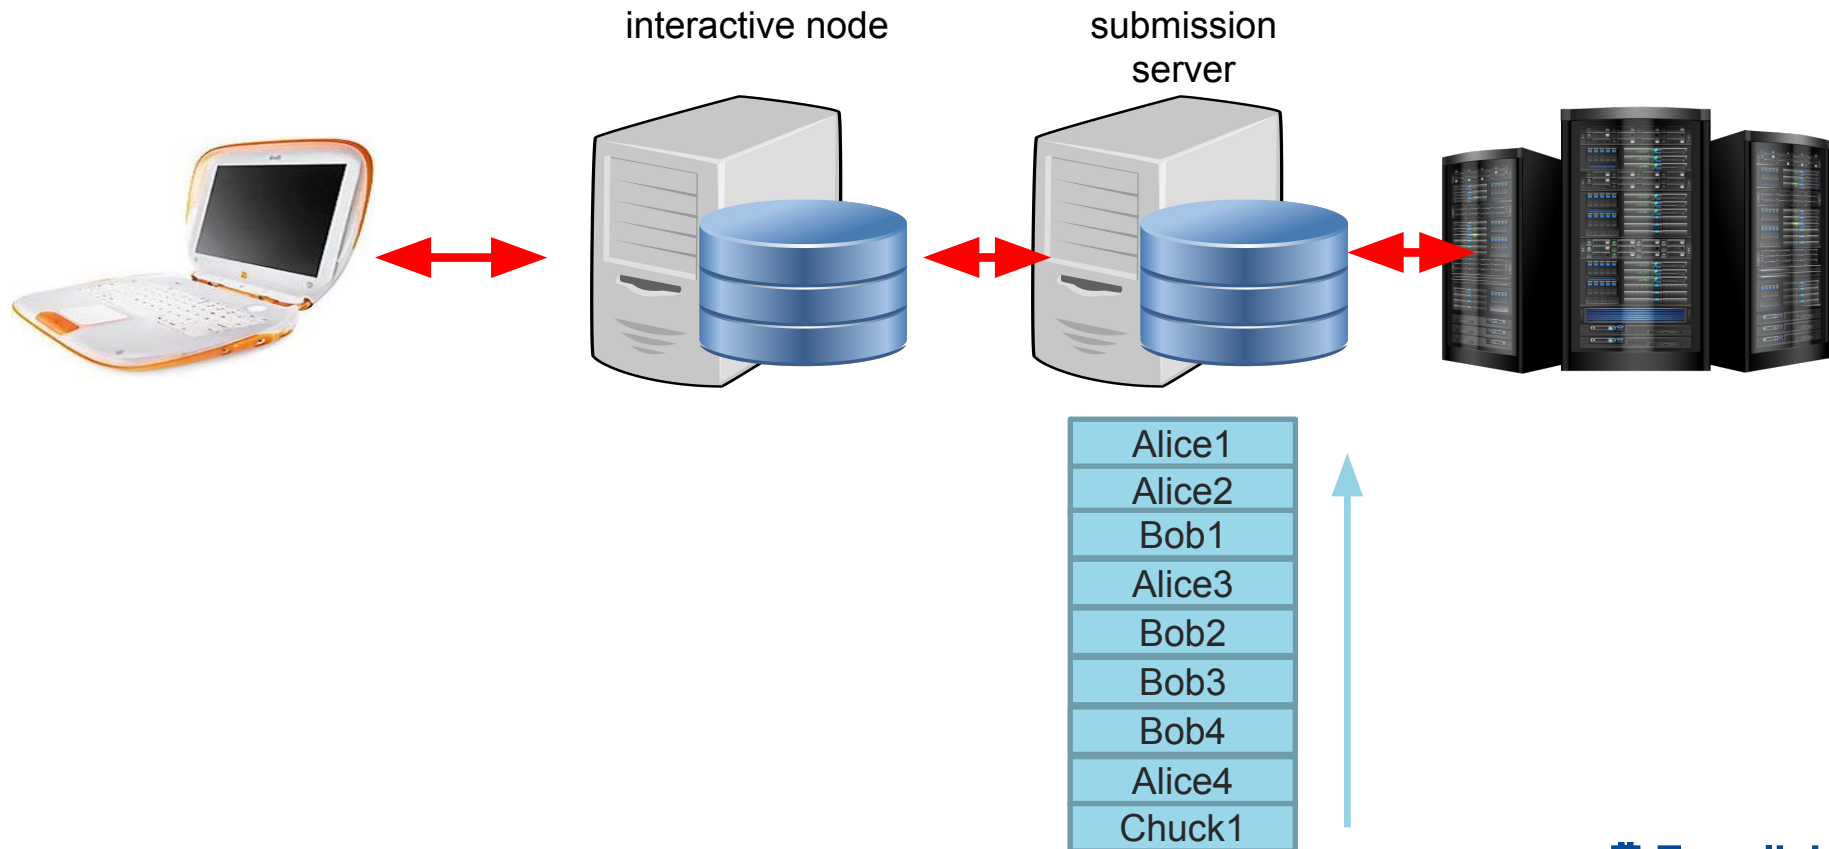 interactive node
submission
server
Alice1
Alice2
Bob1
Alice3
Bob2
Bob3
Bob4
Alice4
Chuck1